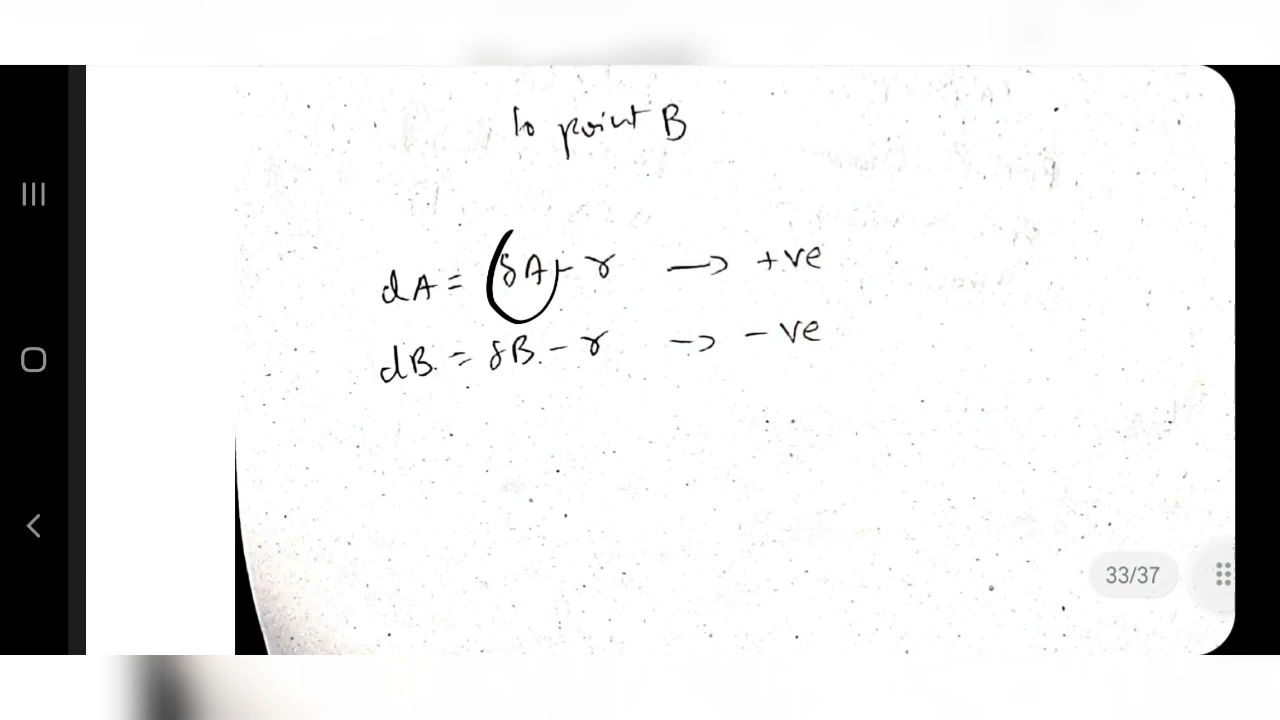 to point B
dA = δA - r → +ve
dB. = δB. - r → - ve
33/37